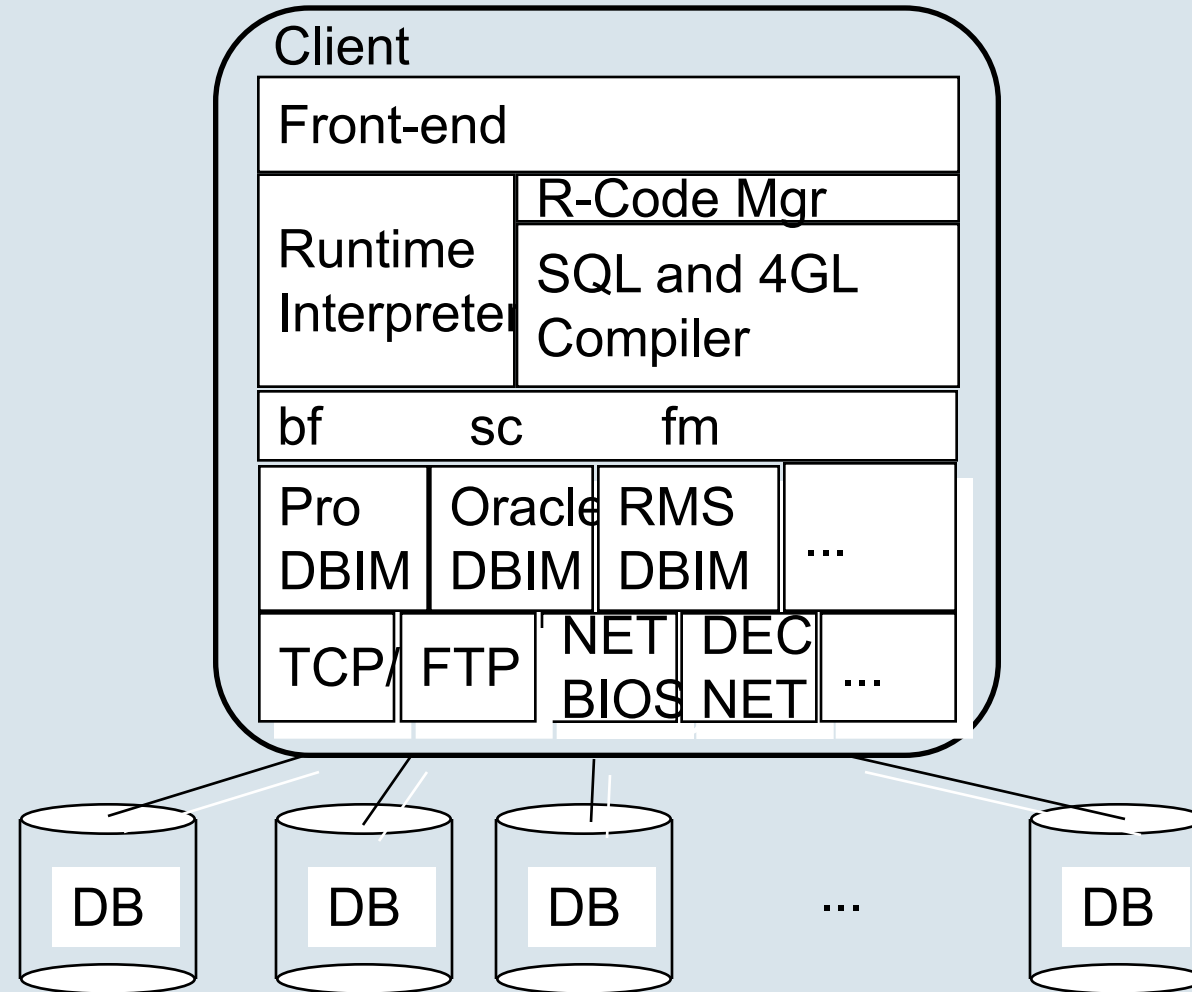 Client
Front-end
R-Code Mgr
Runtime
Interpreter
SQL and 4GL
Compiler
bf sc fm
Pro
DBIM
Oracle
DBIM
RMS
DBIM
...
TCP/
FTP
NET
BIOS
DEC
NET
...
DB
DB
DB
...
DB